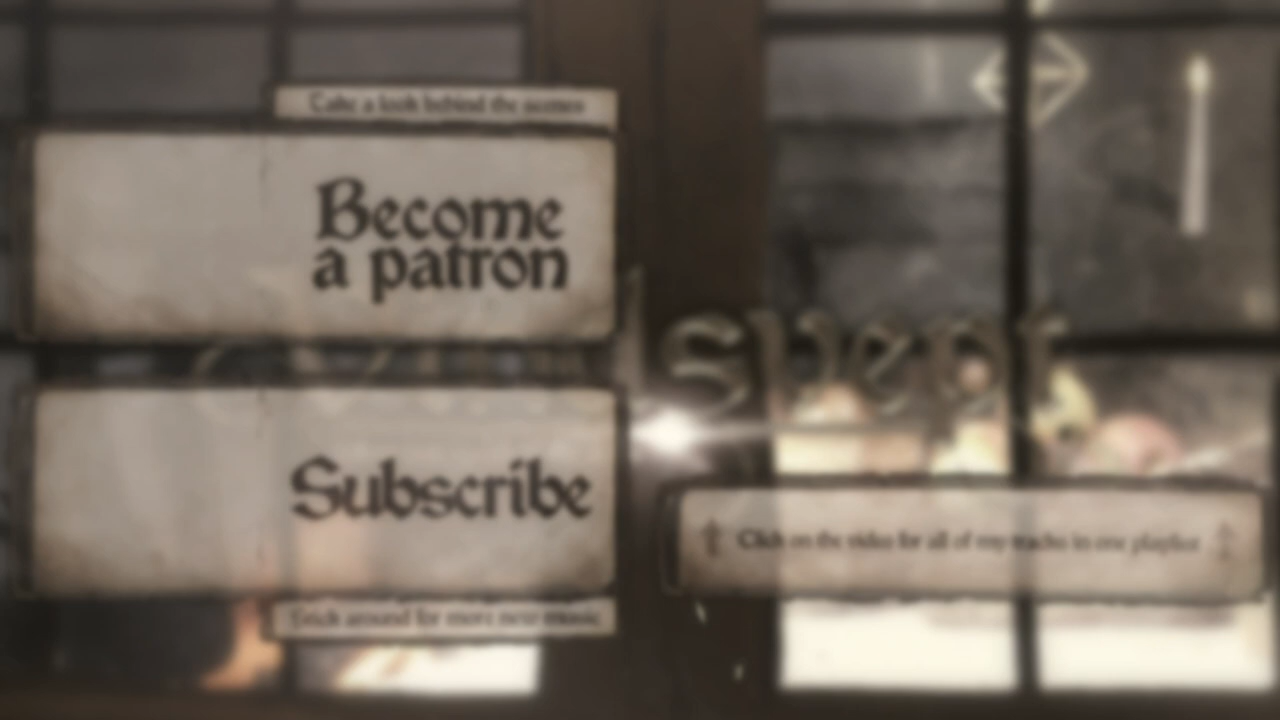 Take a look behind the scenes
Become
a patron
Subscribe
Click on the video for all of my tracks in one playlist
Stick around for more new music